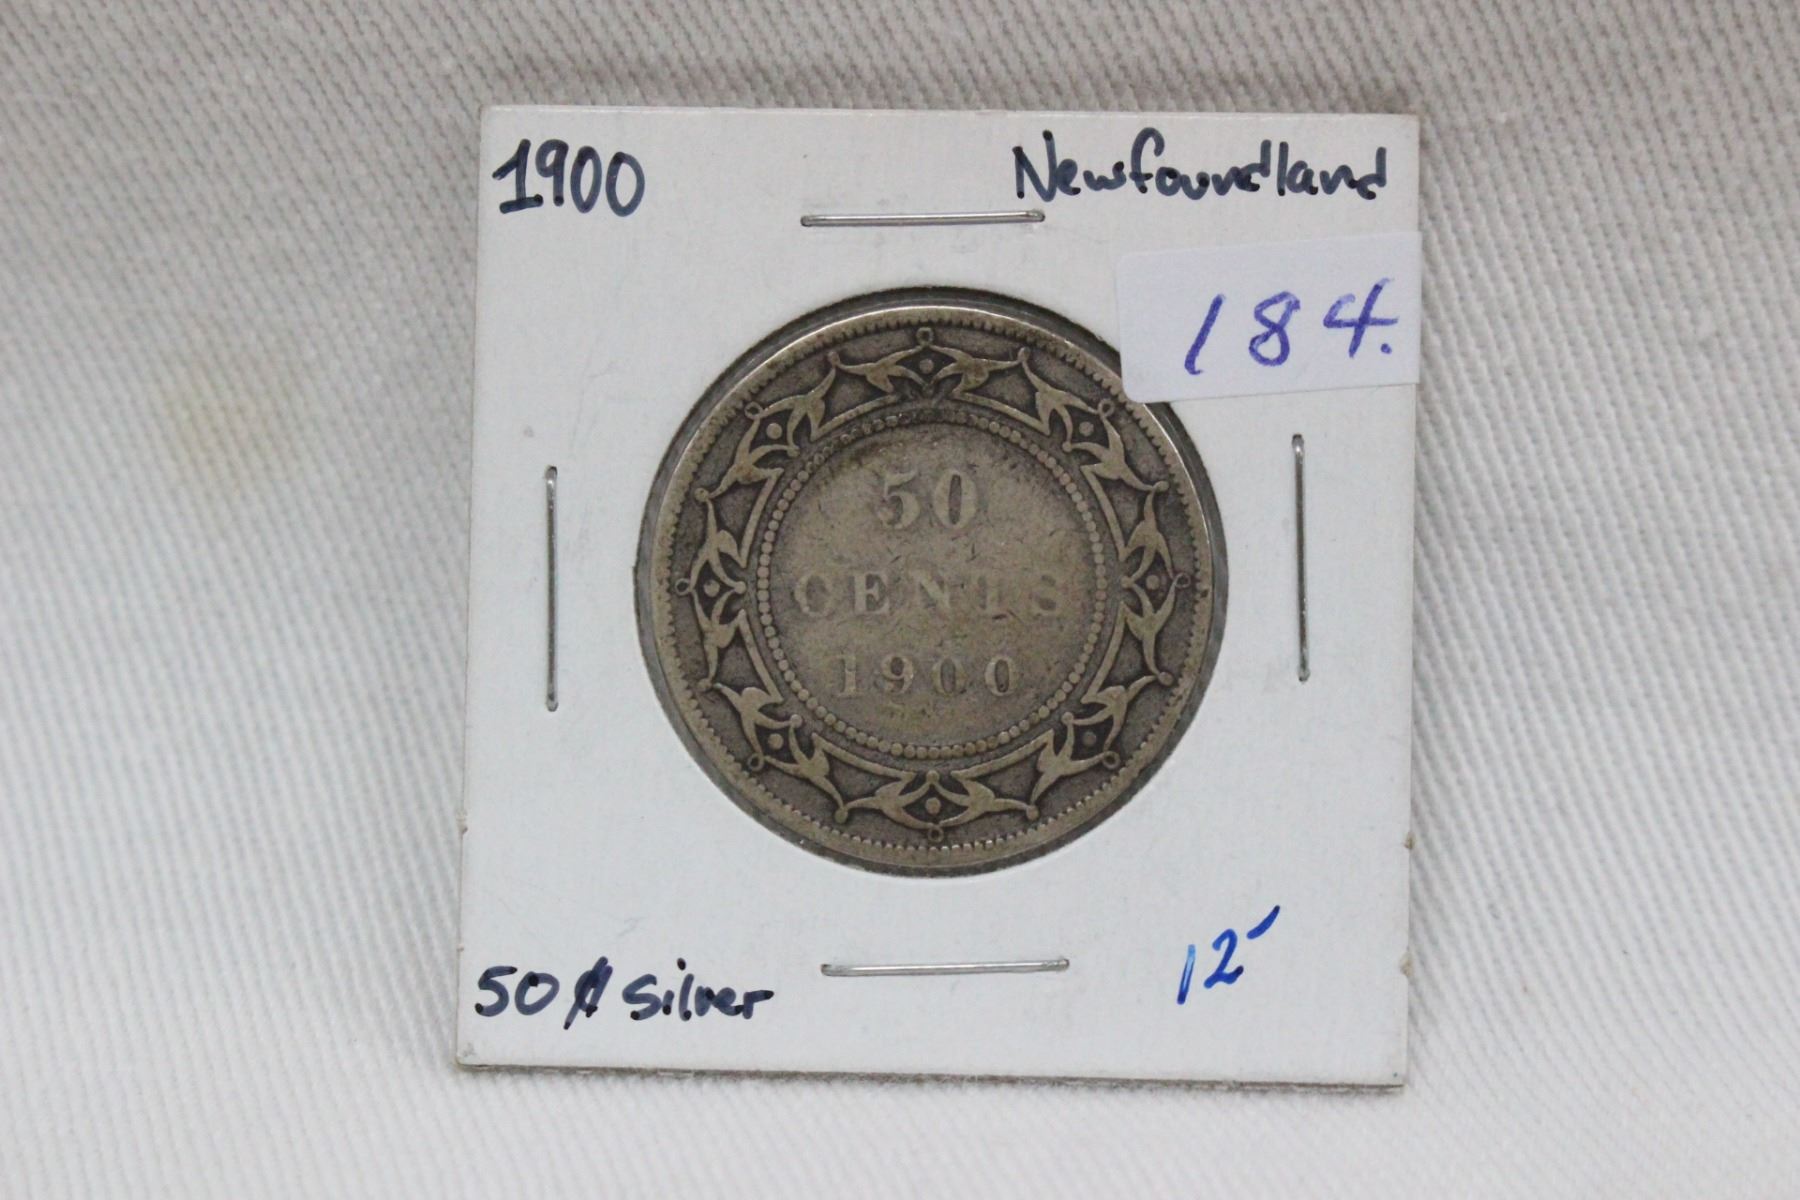 1900
Newfoundland
184.
50
CENTS
1900
50¢ silver
12-